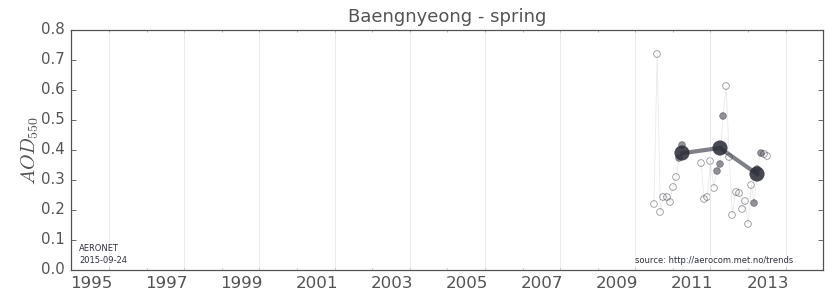 Baengnyeong - spring
0.8
0.7
0.6
0.5
0.4
0.3
0.2
0.1
0.0
AOD550
AERONET
2015-09-24
source: http://aerocom.met.no/trends
1995 1997 1999 2001 2003 2005 2007 2009 2011 2013